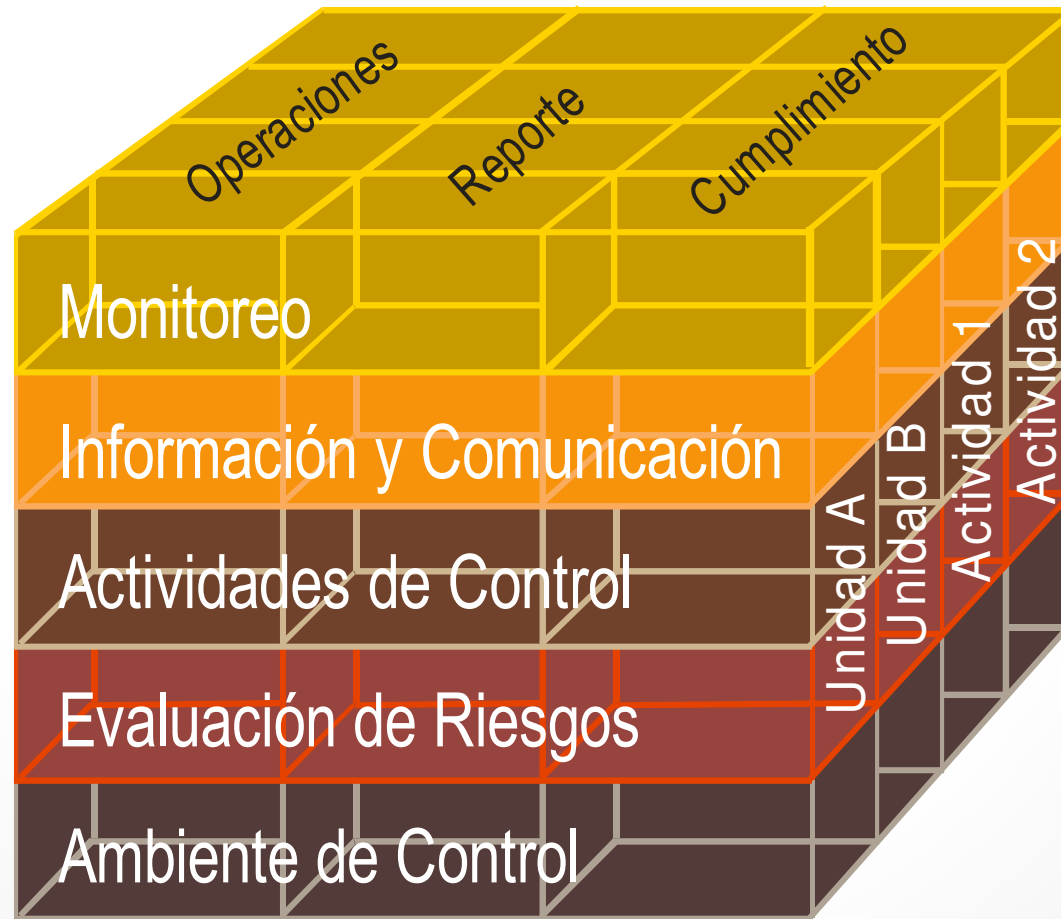 Operaciones
Reporte
Cumplimiento
Monitoreo
Información y Comunicación
Actividades de Control
Evaluación de Riesgos
Ambiente de Control
Unidad A
Unidad B
Actividad 1
Actividad 2